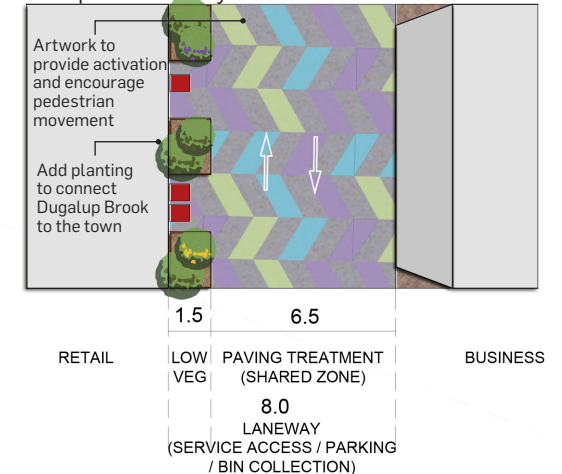 Artwork to
provide activation
and encourage
pedestrian
movement
Add planting
to connect
Dugalup Brook
to the town
1.5
6.5
RETAIL
LOW
VEG
PAVING TREATMENT
(SHARED ZONE)
BUSINESS
8.0
LANEWAY
(SERVICE ACCESS / PARKING
/ BIN COLLECTION)